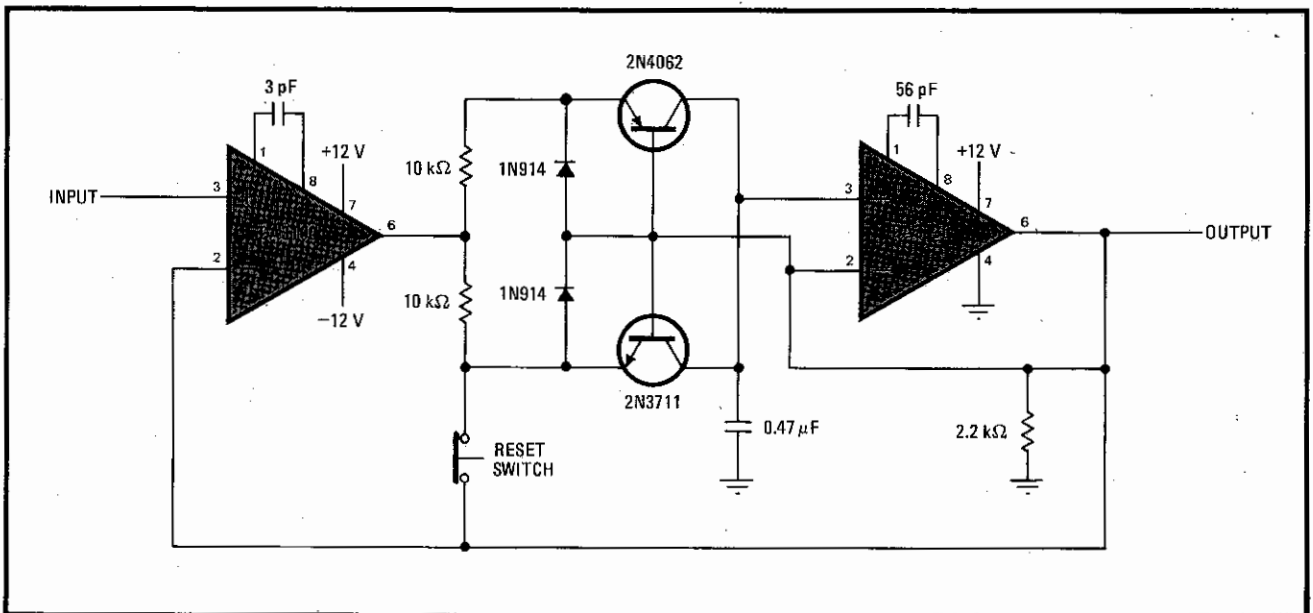 2N4062
3 pF
56 pF
1
8
+12 V
10 kΩ
1N914
1
8
+12 V
INPUT
3
7
6
3
7
6
OUTPUT
2
4
2
4
−12 V
10 kΩ
1N914
2N3711
0.47 μF
2.2 kΩ
RESET
SWITCH